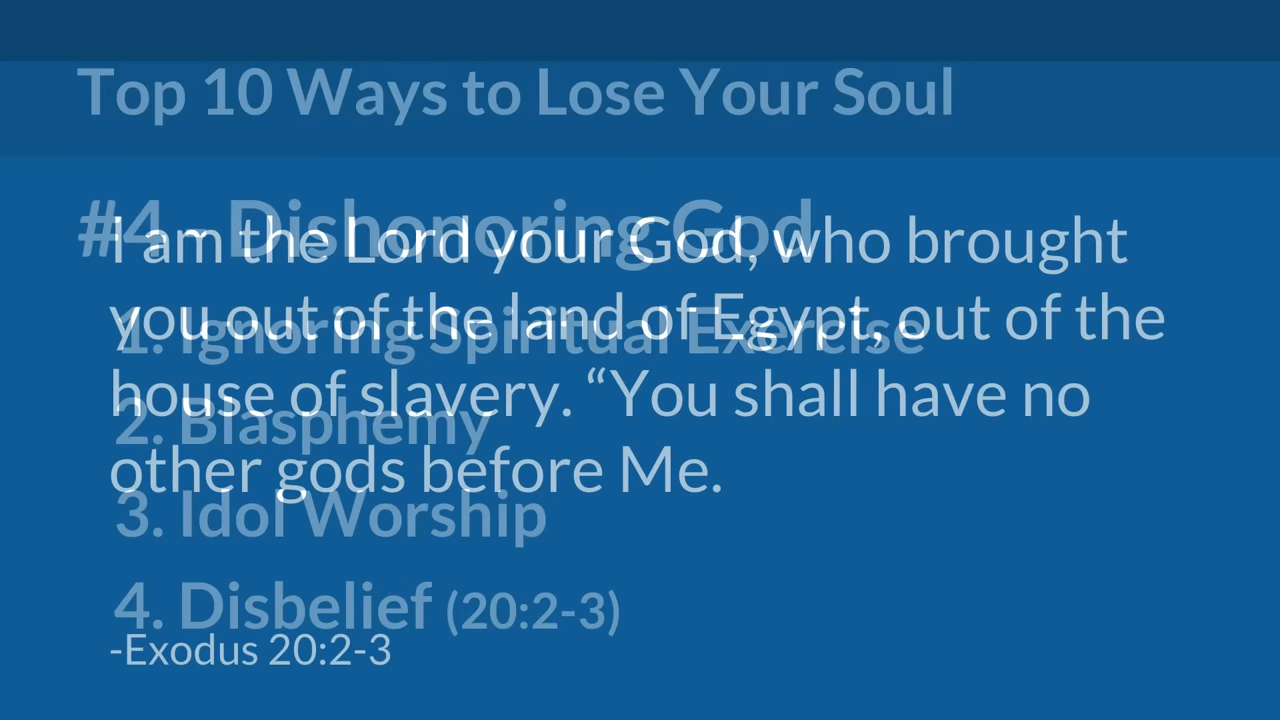 Top 10 Ways to Lose Your Soul
#4 - Dishonoring God
1. Ignoring Spiritual Exercise
2. Blasphemy
3. Idol Worship
4. Disbelief (20:2-3)
I am the Lord your God, who brought
you out of the land of Egypt, out of the
house of slavery. “You shall have no
other gods before Me.
-Exodus 20:2-3